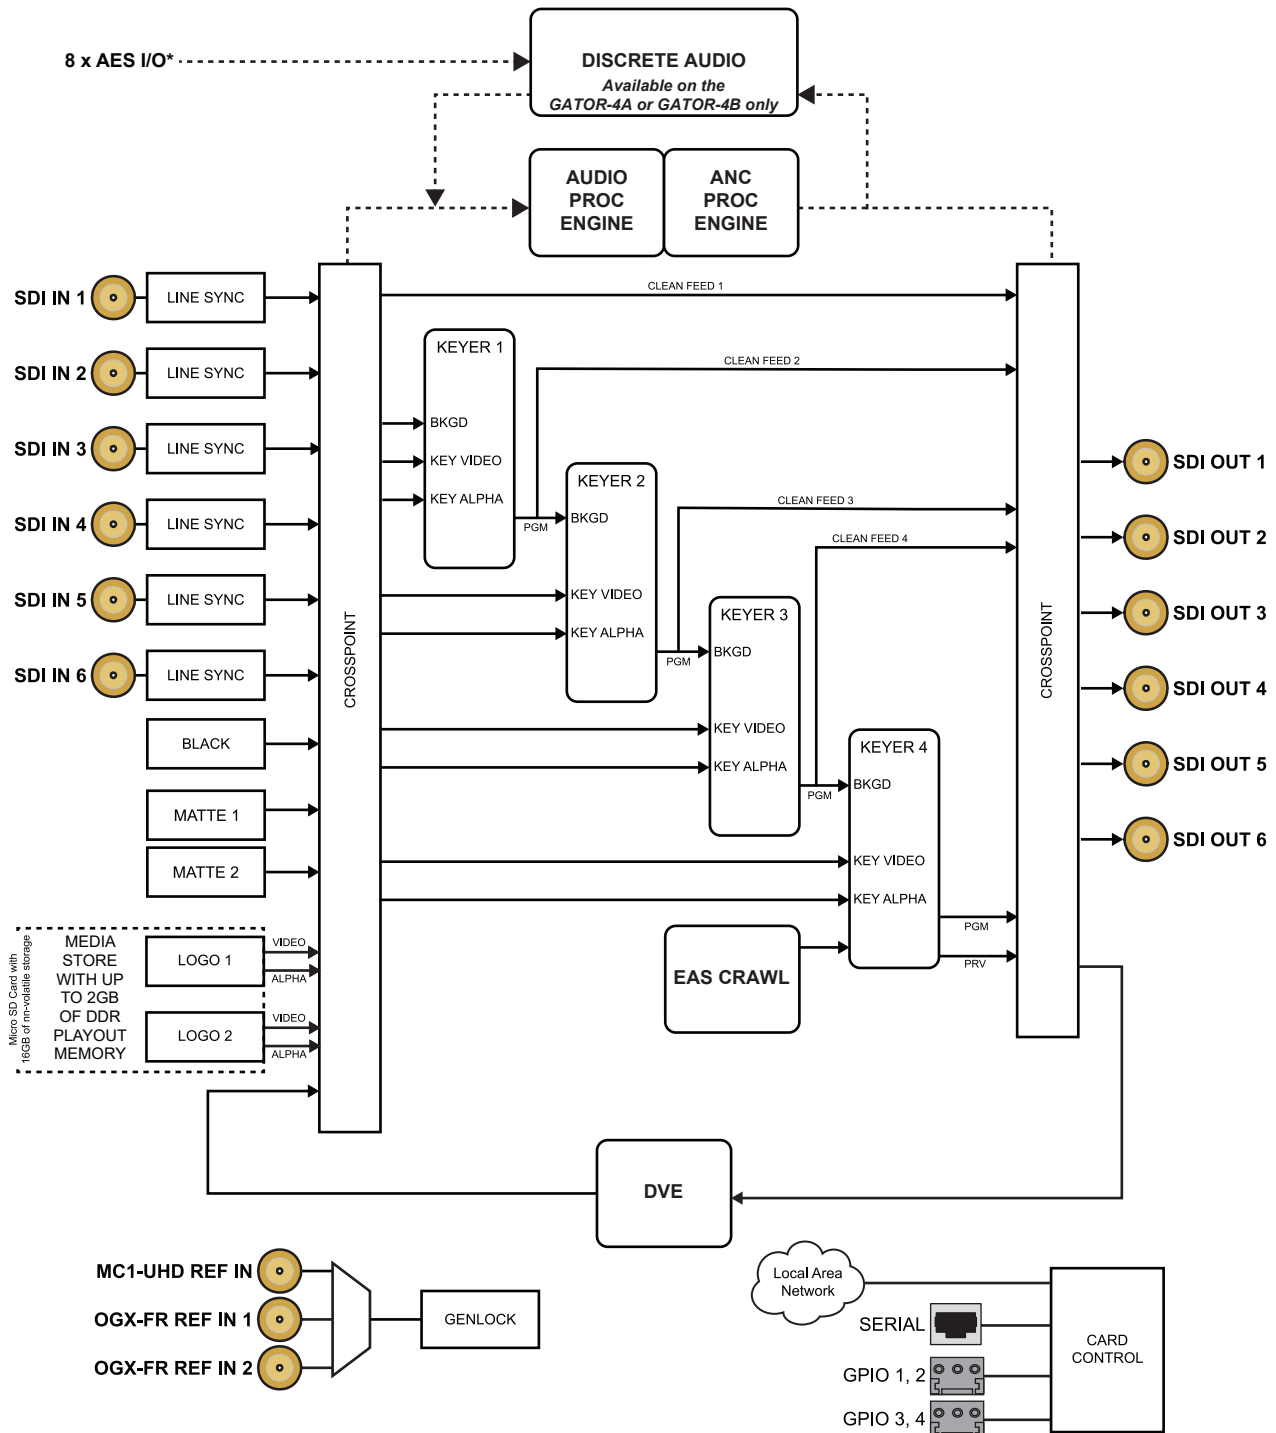 8 x AES I/O*
DISCRETE AUDIO
Available on the
GATOR-4A or GATOR-4B only
AUDIO
PROC
ENGINE
ANC
PROC
ENGINE
SDI IN 1
LINE SYNC
SDI IN 2
LINE SYNC
SDI IN 3
LINE SYNC
SDI IN 4
LINE SYNC
SDI IN 5
LINE SYNC
SDI IN 6
LINE SYNC
BLACK
MATTE 1
MATTE 2
Micro SD Card with
16GB of nn-volatile storage
MEDIA
STORE
WITH UP
TO 2GB
OF DDR
PLAYOUT
MEMORY
LOGO 1
VIDEO
ALPHA
LOGO 2
VIDEO
ALPHA
CROSSPOINT
CLEAN FEED 1
KEYER 1
BKGD
KEY VIDEO
KEY ALPHA
PGM
CLEAN FEED 2
KEYER 2
BKGD
KEY VIDEO
KEY ALPHA
PGM
CLEAN FEED 3
KEYER 3
BKGD
KEY VIDEO
KEY ALPHA
PGM
CLEAN FEED 4
KEYER 4
BKGD
KEY VIDEO
KEY ALPHA
PGM
PRV
EAS CRAWL
CROSSPOINT
SDI OUT 1
SDI OUT 2
SDI OUT 3
SDI OUT 4
SDI OUT 5
SDI OUT 6
DVE
MC1-UHD REF IN
OGX-FR REF IN 1
OGX-FR REF IN 2
GENLOCK
Local Area
Network
SERIAL
GPIO 1, 2
GPIO 3, 4
CARD
CONTROL